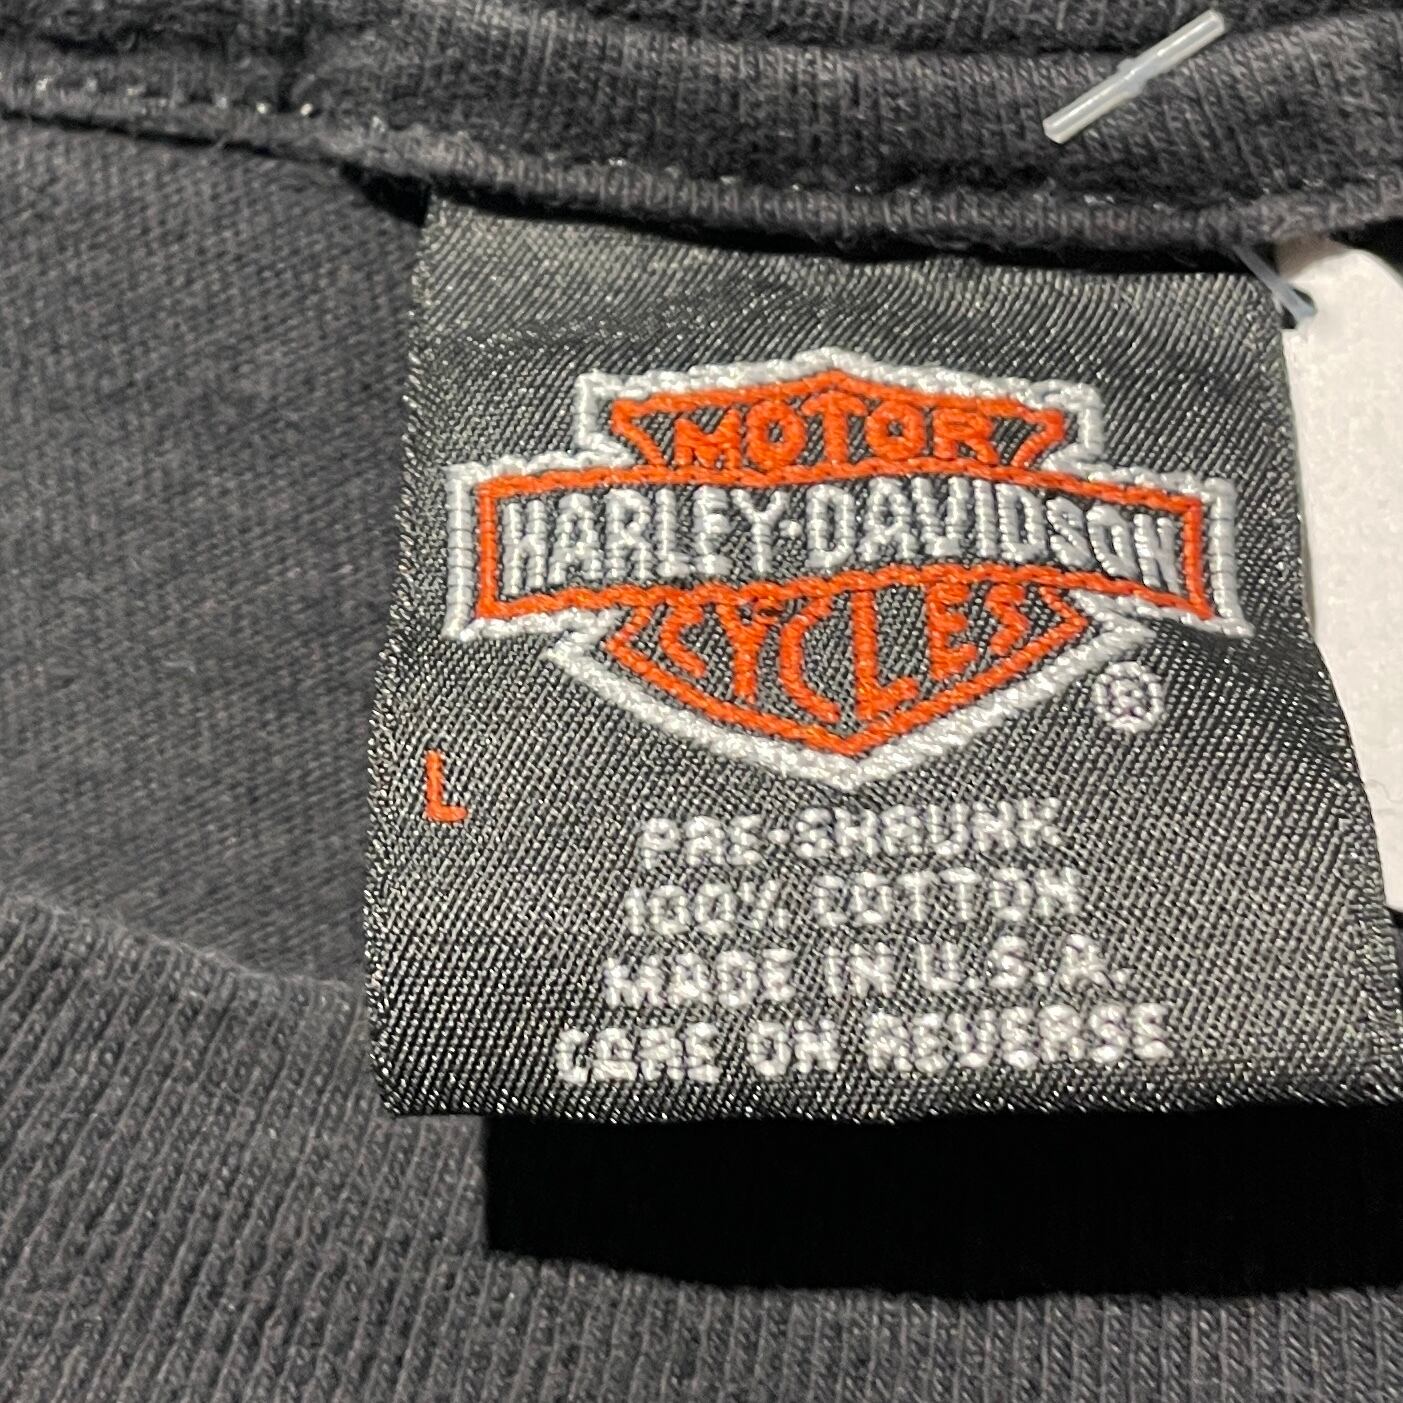 MOTOR
HARLEY-DAVIDSON
CYCLES
®
L
PRE-SHRUNK
100% COTTON
MADE IN U.S.A.
CARE ON REVERSE